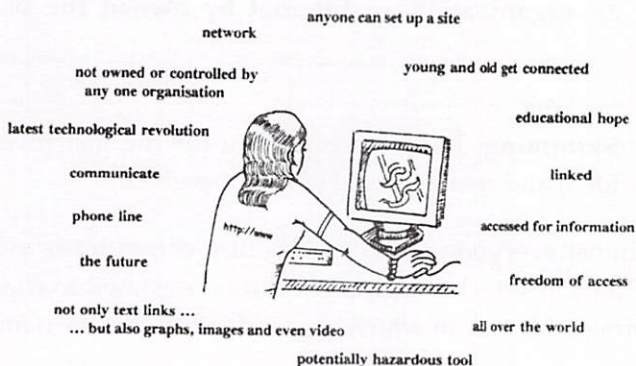 anyone can set up a site
network
not owned or controlled by
any one organisation
young and old get connected
educational hope
latest technological revolution
linked
communicate
phone line
http://www
accessed for information
the future
freedom of access
not only text links ...
... but also graphs, images and even video
all over the world
potentially hazardous tool